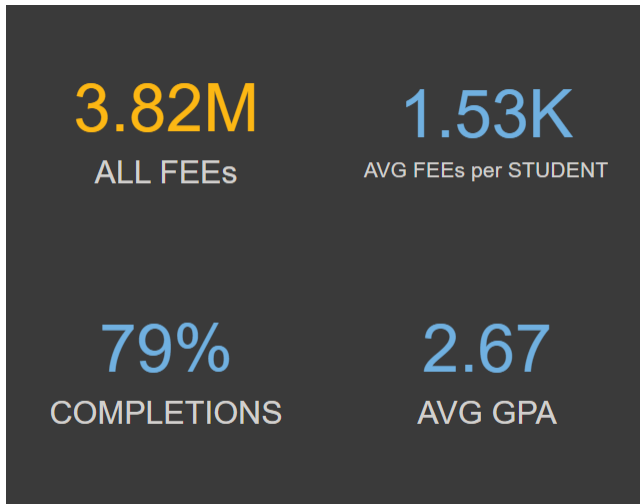 3.82M
ALL FEEs
1.53K
AVG FEEs per STUDENT
79%
COMPLETIONS
2.67
AVG GPA